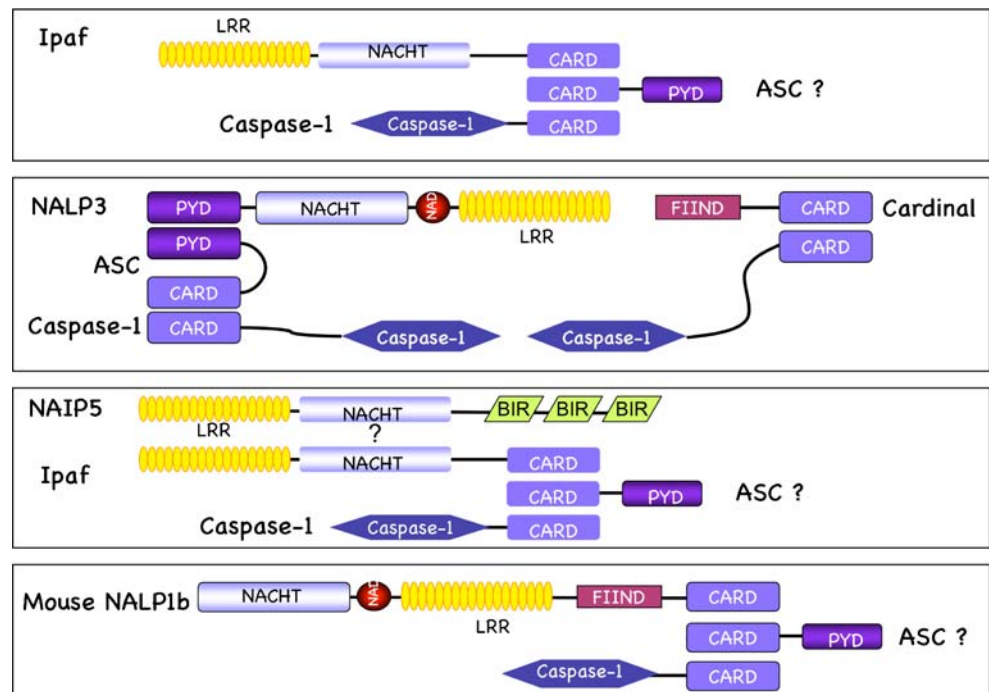 LRR
Ipaf
NACHT
CARD
CARD
PYD
ASC ?
Caspase-1
Caspase-1
CARD
NALP3
PYD
NACHT
NAD
LRR
FIIND
CARD
Cardinal
PYD
ASC
CARD
CARD
Caspase-1
CARD
Caspase-1
Caspase-1
NAIP5
NACHT
BIR
BIR
BIR
LRR
?
Ipaf
NACHT
CARD
CARD
PYD
ASC ?
Caspase-1
Caspase-1
CARD
Mouse NALP1b
NACHT
NAD
LRR
FIIND
CARD
CARD
PYD
ASC ?
Caspase-1
CARD